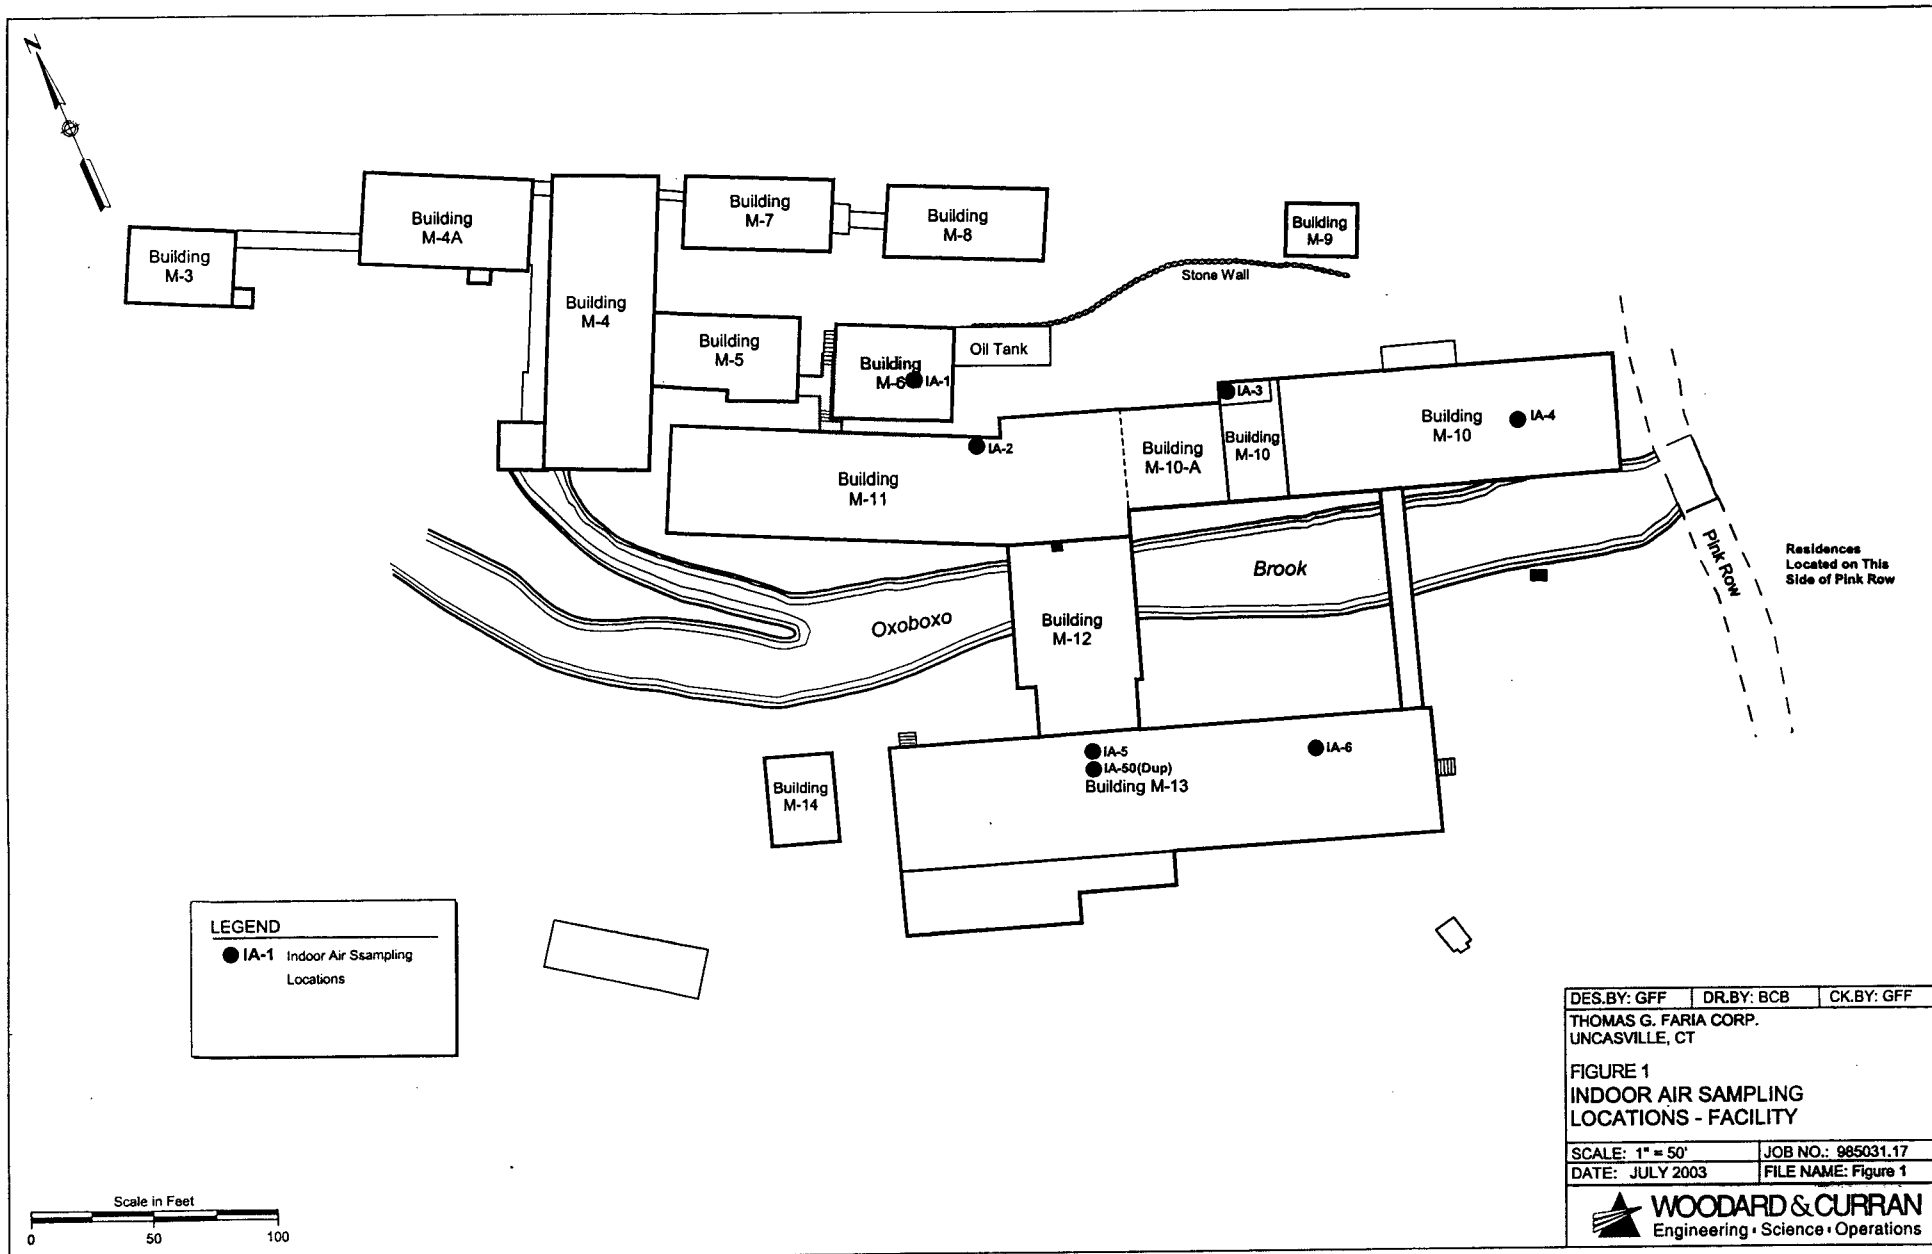 N
Building
M-3
Building
M-4A
Building
M-4
Building
M-7
Building
M-8
Building
M-9
Stone Wall
Building
M-5
Building
M-6
IA-1
Oil Tank
IA-2
Building
M-11
Building
M-10-A
IA-3
Building
M-10
Building
M-10
IA-4
Oxoboxo
Brook
Building
M-12
Pink Row
Residences
Located on This
Side of Pink Row
IA-5
IA-50(Dup)
Building M-13
IA-6
Building
M-14
LEGEND
IA-1 Indoor Air Ssampling
Locations
Scale in Feet
0 50 100
DES.BY: GFF DR.BY: BCB CK.BY: GFF
THOMAS G. FARIA CORP.
UNCASVILLE, CT
FIGURE 1
INDOOR AIR SAMPLING
LOCATIONS - FACILITY
SCALE: 1" = 50' JOB NO.: 985031.17
DATE: JULY 2003 FILE NAME: Figure 1
WOODARD & CURRAN
Engineering • Science • Operations